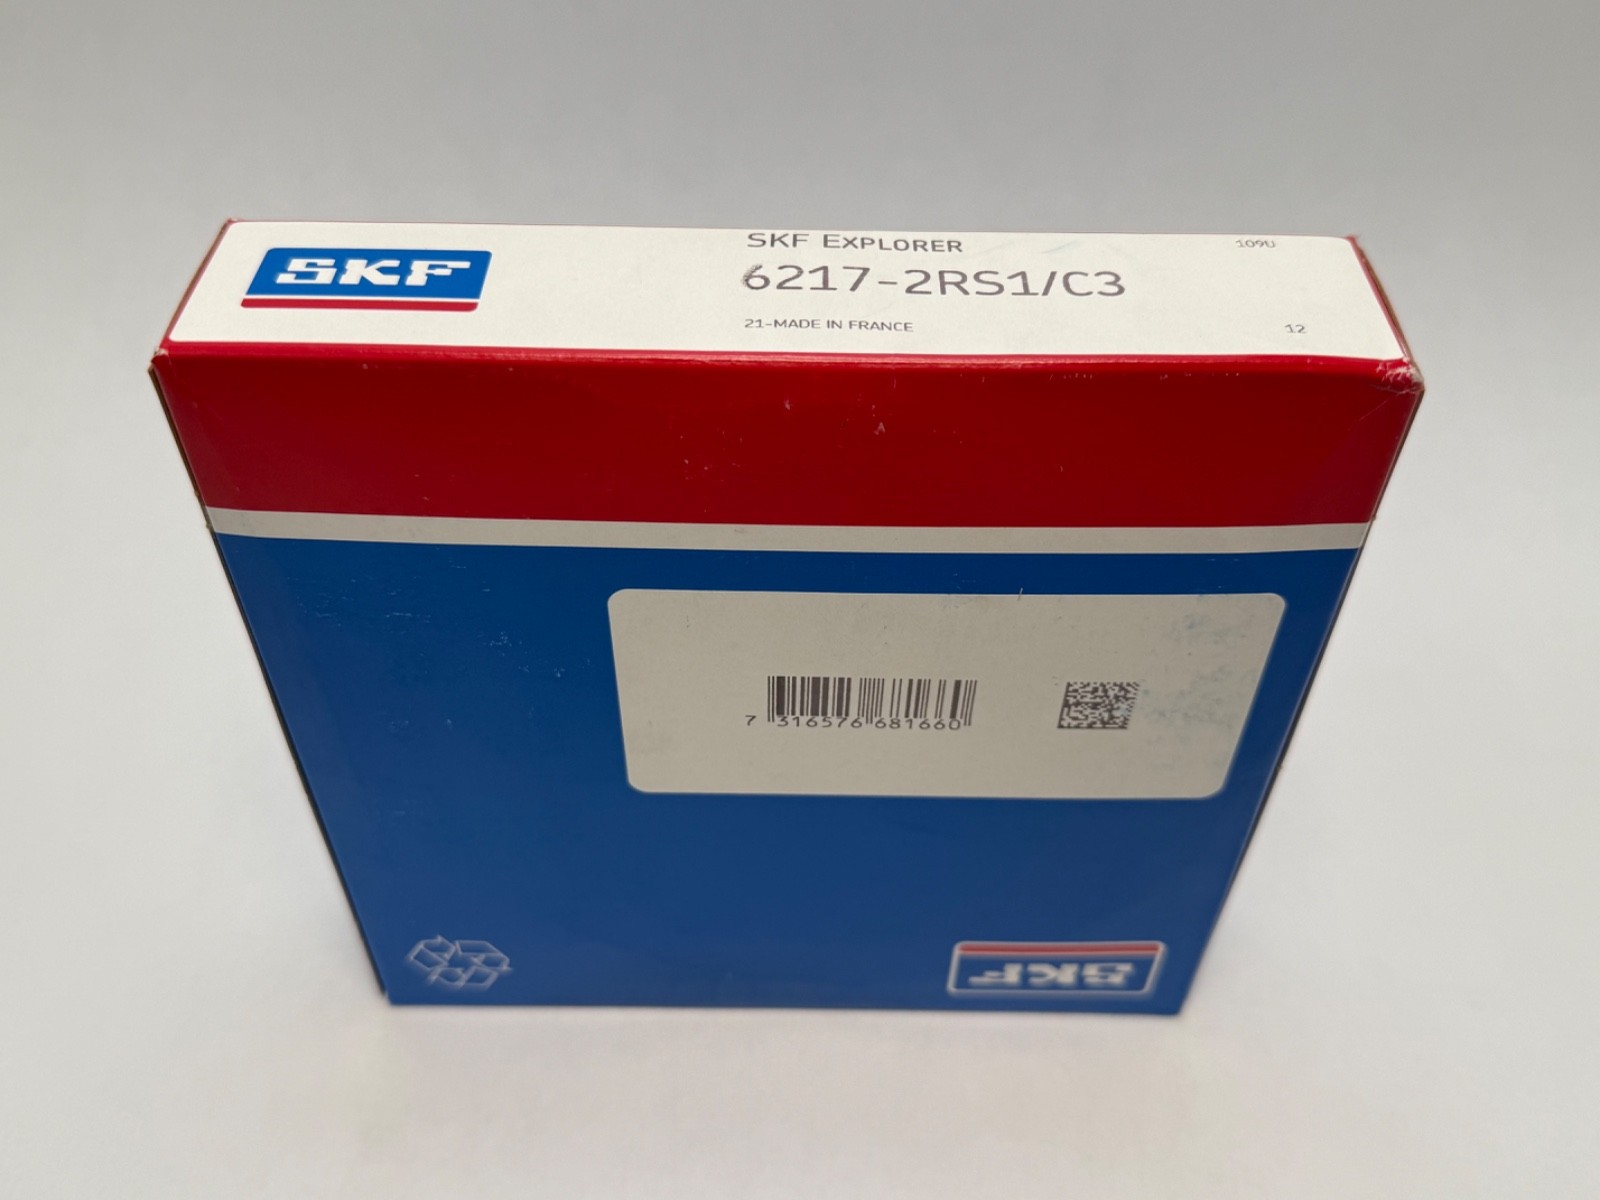 SKF
SKF EXPLORER
109U
6217-2RS1/C3
21-MADE IN FRANCE
12
7 316576 681660
SKF